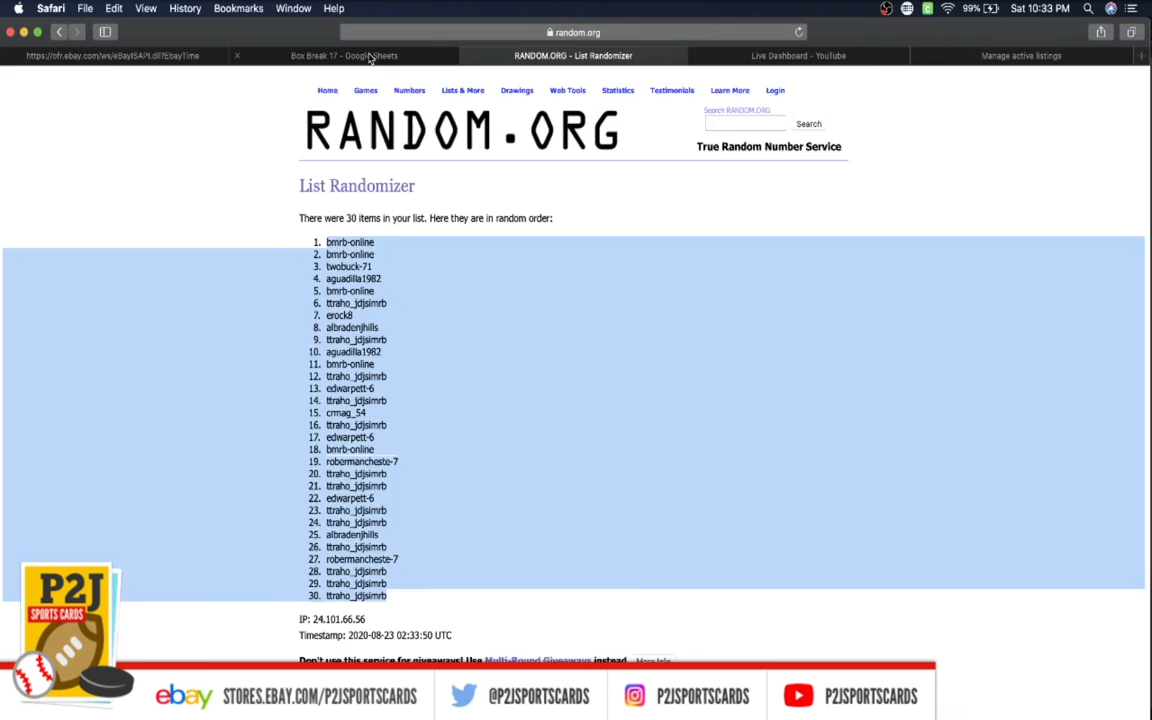 Safari File Edit View History Bookmarks Window Help 99% Sat 10:33 PM
random.org
https://ofr.ebay.com/ws/eBayISAPI.dll?EbayTime Box Break 17 - Google Sheets RANDOM.ORG - List Randomizer Live Dashboard - YouTube Manage active listings
Home Games Numbers Lists & More Drawings Web Tools Statistics Testimonials Learn More Login
Search RANDOM.ORG
RANDOM.ORG
Search
True Random Number Service
List Randomizer
There were 30 items in your list. Here they are in random order:
1. bmrb-online
2. bmrb-online
3. twobuck-71
4. aguadilla1982
5. bmrb-online
6. ttraho_jdjsimrb
7. erock8
8. albradenjhills
9. ttraho_jdjsimrb
10. aguadilla1982
11. bmrb-online
12. ttraho_jdjsimrb
13. edwarpett-6
14. ttraho_jdjsimrb
15. crmag_54
16. ttraho_jdjsimrb
17. edwarpett-6
18. bmrb-online
19. robermancheste-7
20. ttraho_jdjsimrb
21. ttraho_jdjsimrb
22. edwarpett-6
23. ttraho_jdjsimrb
24. ttraho_jdjsimrb
25. albradenjhills
26. ttraho_jdjsimrb
27. robermancheste-7
28. ttraho_jdjsimrb
29. ttraho_jdjsimrb
30. ttraho_jdjsimrb
IP: 24.101.66.56
Timestamp: 2020-08-23 02:33:50 UTC
Don't use this service for giveaways! Use Multi-Round Giveaways instead More Info
P2J
SPORTS CARDS
ebay STORES.EBAY.COM/P2JSPORTSCARDS @P2JSPORTSCARDS P2JSPORTSCARDS P2JSPORTSCARDS